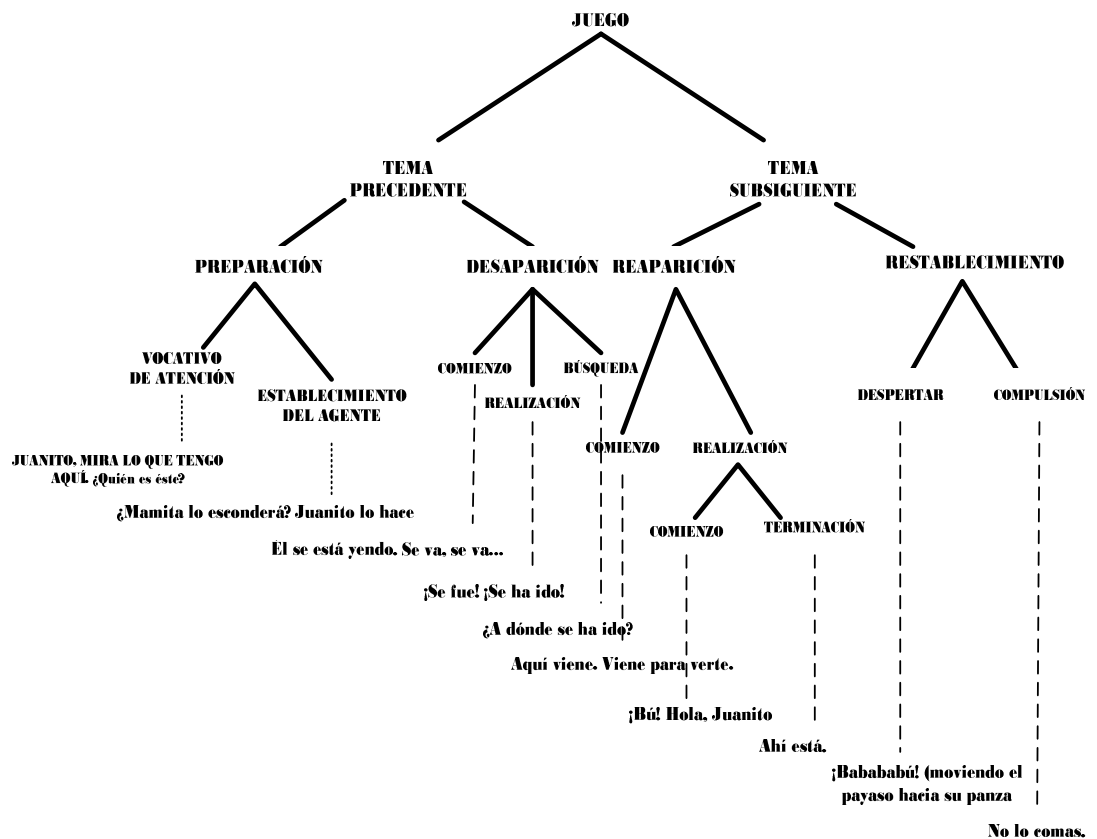 JUEGO
TEMA
PRECEDENTE
TEMA
SUBSIGUIENTE
PREPARACIÓN
DESAPARICIÓN
REAPARICIÓN
RESTABLECIMIENTO
VOCATIVO
DE ATENCIÓN
ESTABLECIMIENTO
DEL AGENTE
COMIENZO
REALIZACIÓN
BÚSQUEDA
COMIENZO
REALIZACIÓN
DESPERTAR
COMPULSIÓN
COMIENZO
TERMINACIÓN
JUANITO, MIRA LO QUE TENGO
AQUÍ. ¿Quién es éste?
¿Mamita lo esconderá? Juanito lo hace
Él se está yendo. Se va, se va...
¡Se fue! ¡Se ha ido!
¿A dónde se ha ido?
Aquí viene. Viene para verte.
¡Bú! Hola, Juanito
Ahí está.
¡Babababú! (moviendo el
payaso hacia su panza
No lo comas.